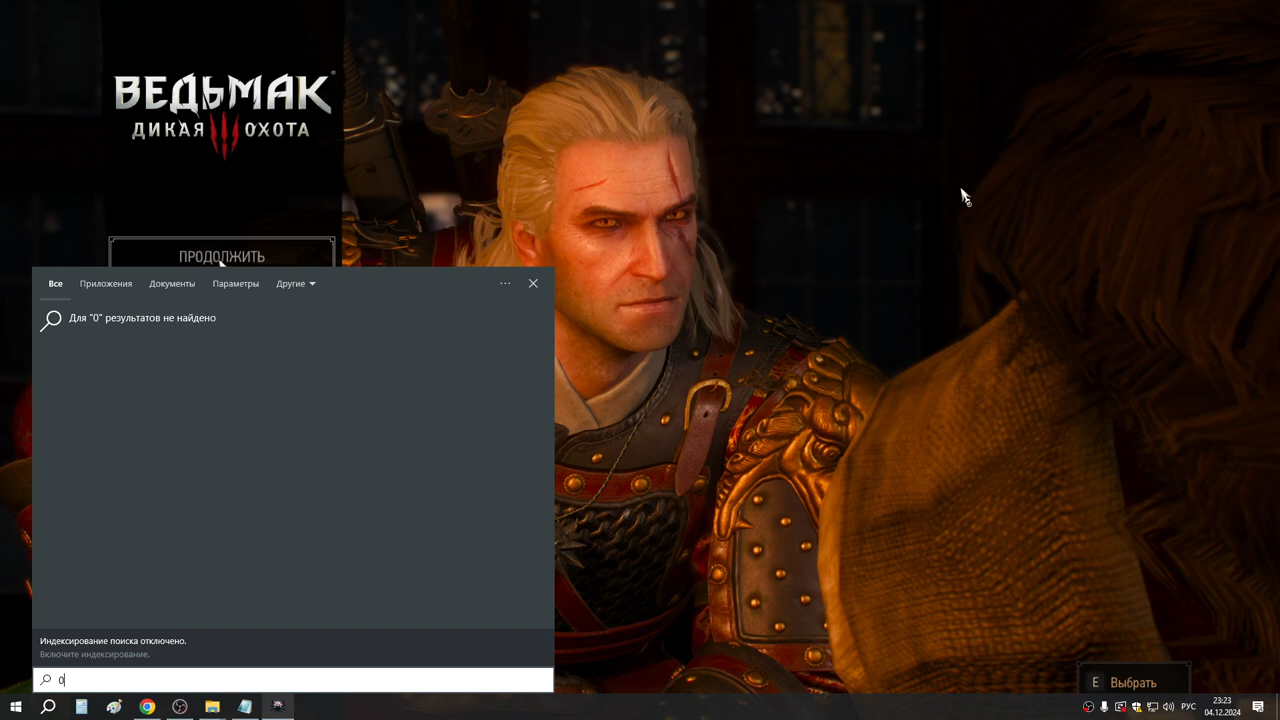 ВЕДЬМАК
ДИКАЯ III ОХОТА
ПРОДОЛЖИТЬ
Все Приложения Документы Параметры Другие
Для "0" результатов не найдено
Индексирование поиска отключено.
Включите индексирование.
0
E Выбрать
РУС
23:23
04.12.2024